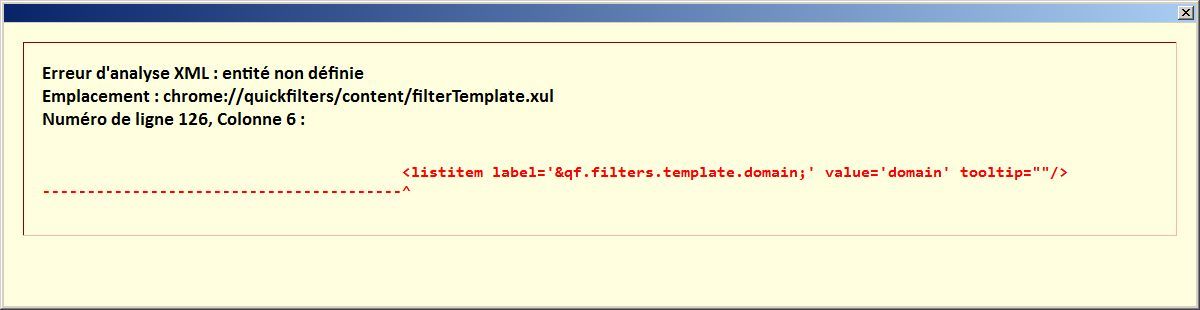 Erreur d'analyse XML : entité non définie
Emplacement : chrome://quickfilters/content/filterTemplate.xul
Numéro de ligne 126, Colonne 6 :
<listitem label='&qf.filters.template.domain;' value='domain' tooltip=""/>
----------------------------------------^